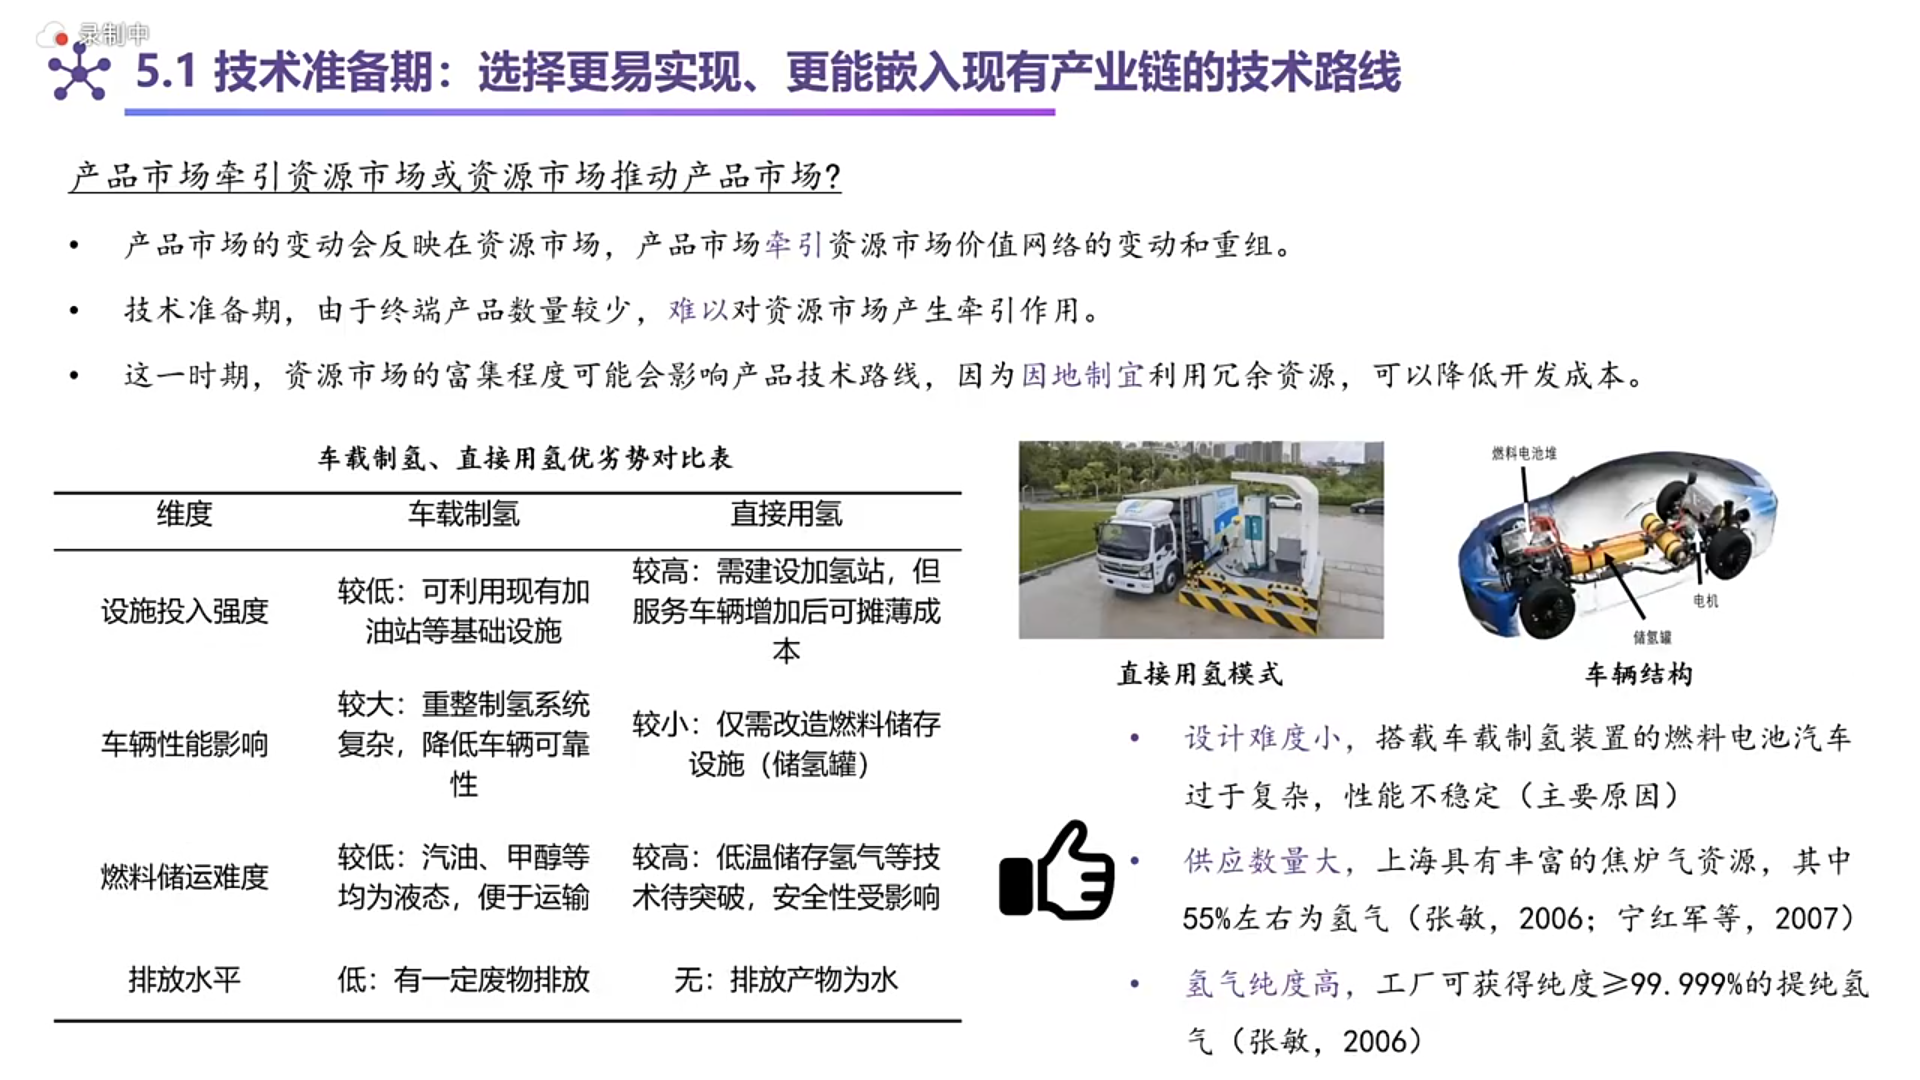 录制中
5.1 技术准备期：选择更易实现、更能嵌入现有产业链的技术路线
产品市场牵引资源市场或资源市场推动产品市场?
• 产品市场的变动会反映在资源市场，产品市场牵引资源市场价值网络的变动和重组。
• 技术准备期，由于终端产品数量较少，难以对资源市场产生牵引作用。
• 这一时期，资源市场的富集程度可能会影响产品技术路线，因为因地制宜利用冗余资源，可以降低开发成本。
车载制氢、直接用氢优劣势对比表
维度 车载制氢 直接用氢
设施投入强度
较低：可利用现有加
油站等基础设施
较高：需建设加氢站，但
服务车辆增加后可摊薄成
本
车辆性能影响
较大：重整制氢系统
复杂，降低车辆可靠
性
较小：仅需改造燃料储存
设施（储氢罐）
燃料储运难度
较低：汽油、甲醇等
均为液态，便于运输
较高：低温储存氢气等技
术待突破，安全性受影响
排放水平 低：有一定废物排放 无：排放产物为水
燃料电池堆
电机
储氢罐
直接用氢模式
车辆结构
• 设计难度小，搭载车载制氢装置的燃料电池汽车
过于复杂，性能不稳定（主要原因）
• 供应数量大，上海具有丰富的焦炉气资源，其中
55%左右为氢气（张敏，2006；宁红军等，2007）
• 氢气纯度高，工厂可获得纯度≥99.999%的提纯氢
气（张敏，2006）